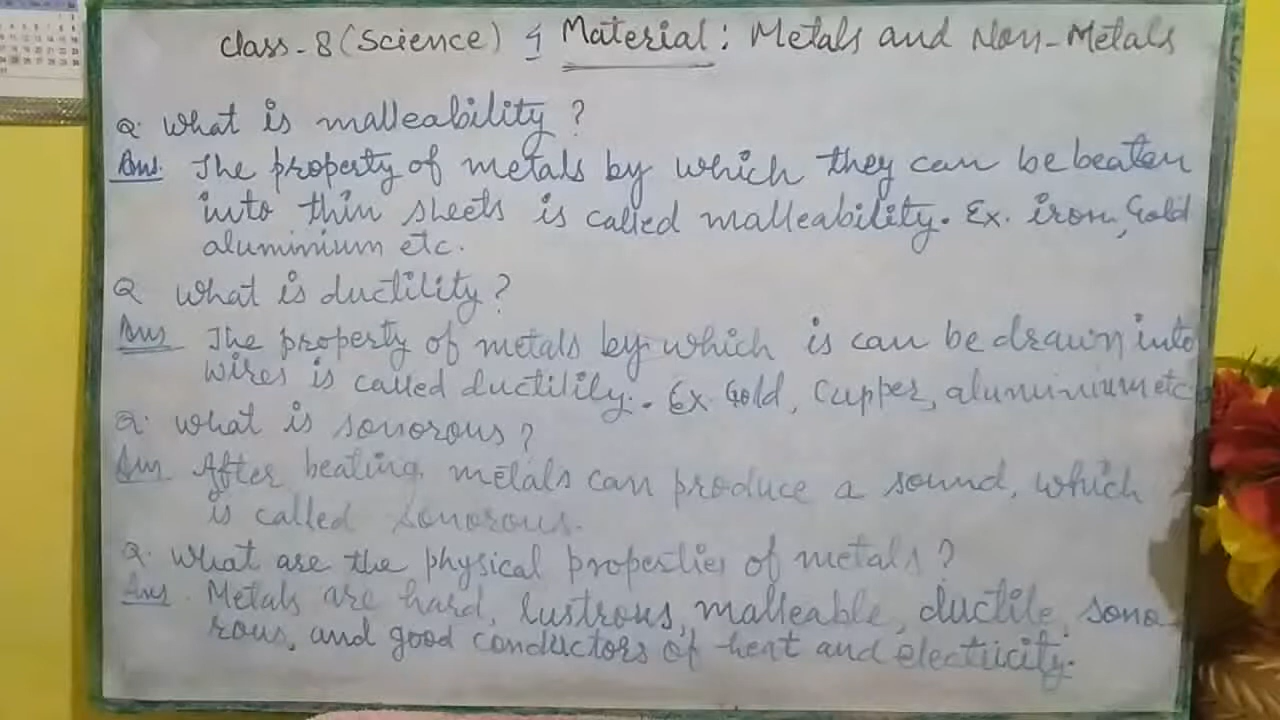 Class-8 (Science) 4 Material: Metals and Non-Metals
Q. What is malleability?
Ans. The property of metals by which they can be beaten
into thin sheets is called malleability. Ex. iron, Gold
aluminium etc.
Q What is ductility?
Ans The property of metals by which is can be drawn into
wires is called ductility. Ex Gold, Cupper, aluminium etc.
Q. What is sonorous?
Ans After beating metals can produce a sound, which
is called sonorous.
Q. What are the physical properties of metals?
Ans. Metals are hard, lustrous, malleable, ductile, sono
rous, and good conductors of heat and electricity.